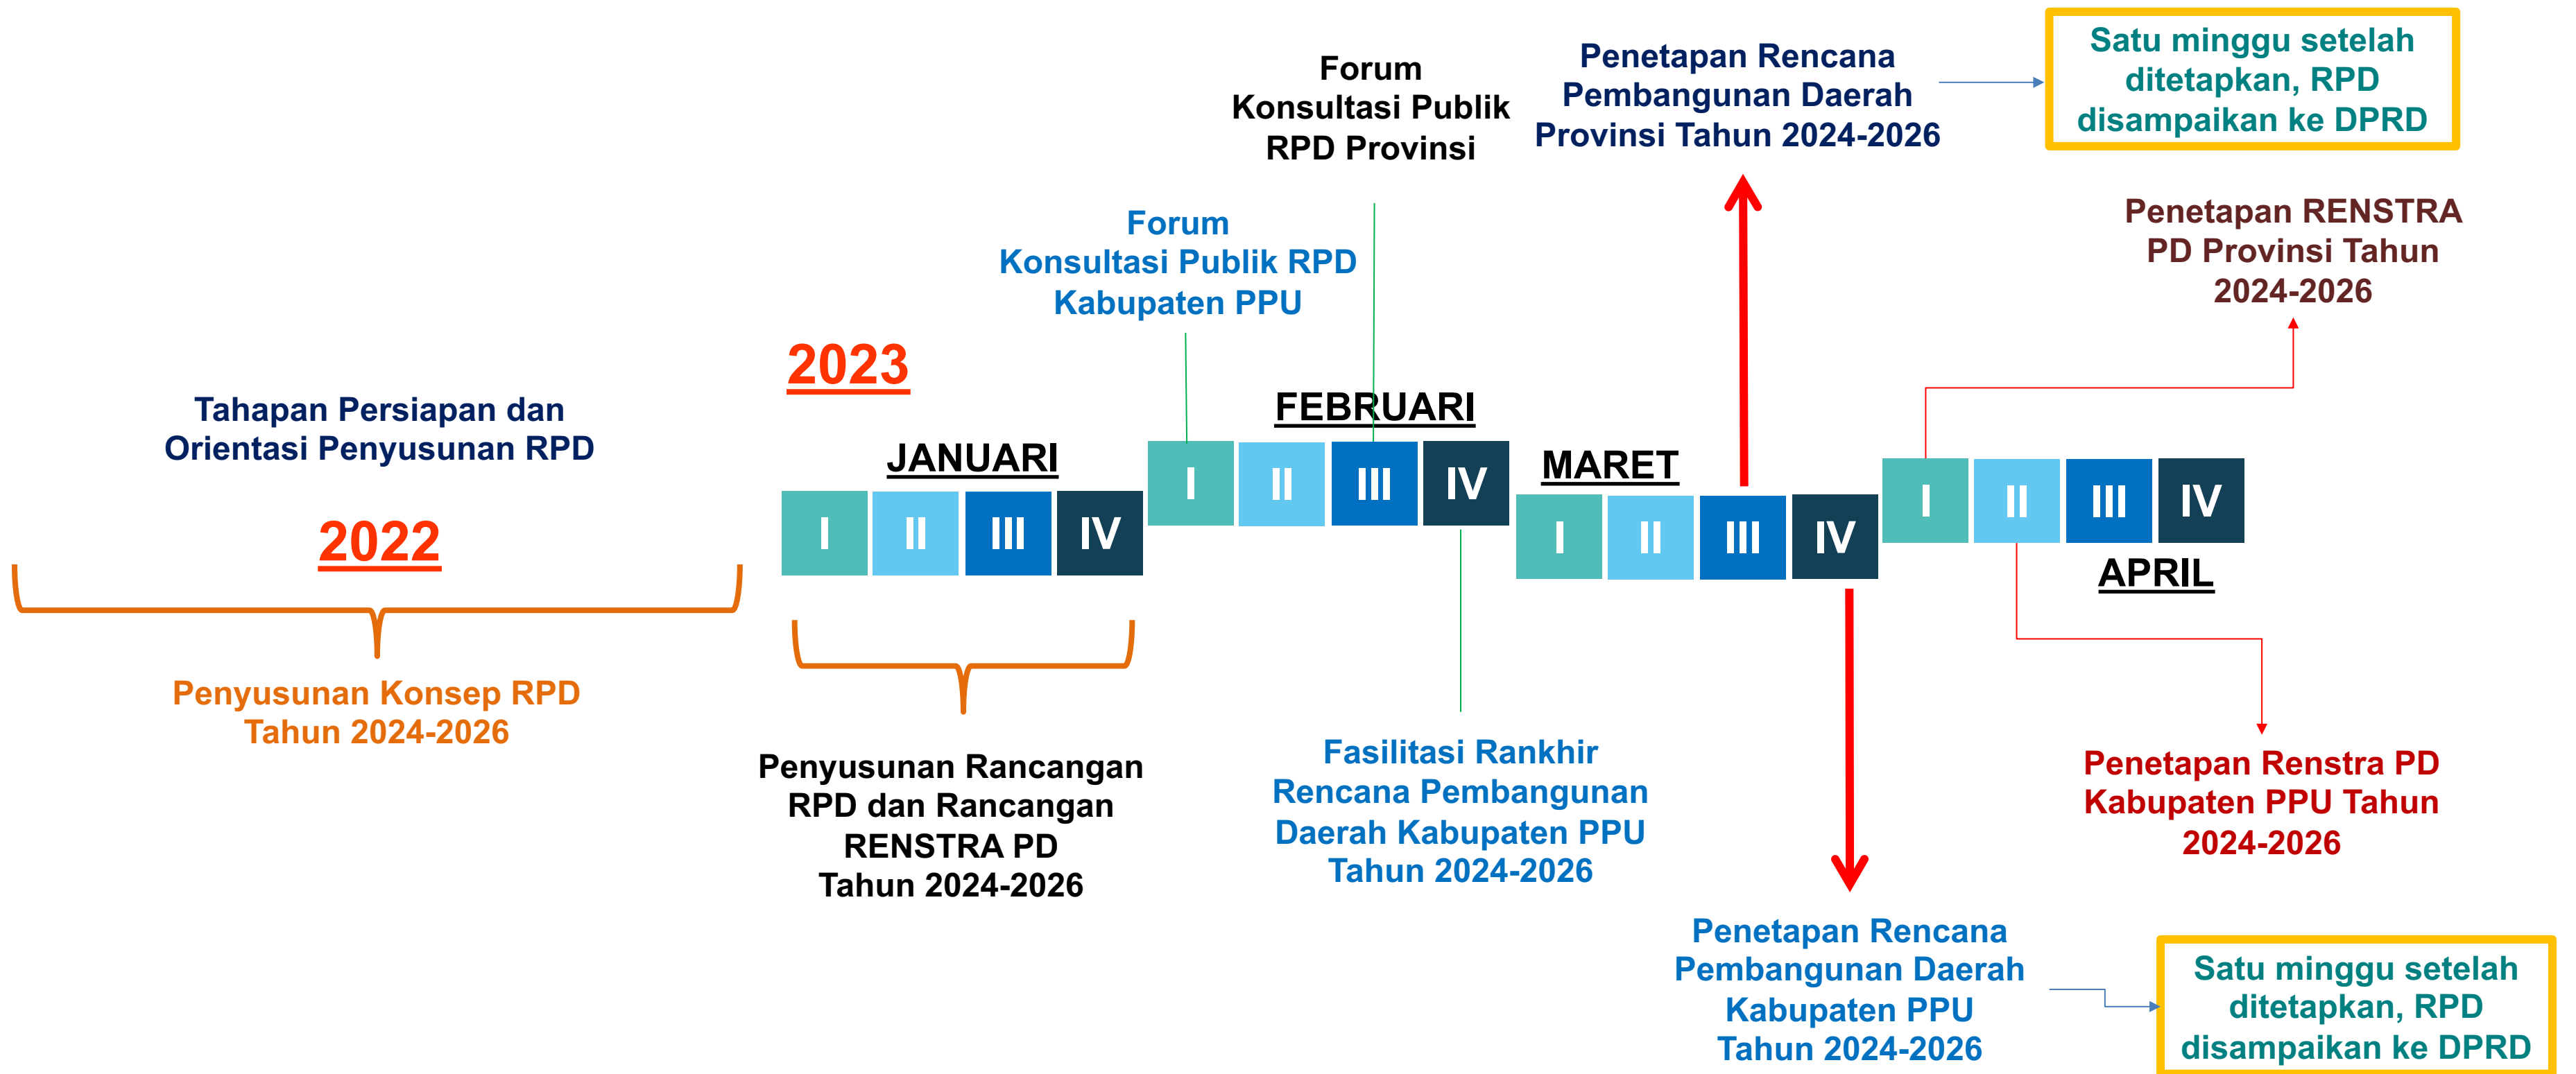 Forum
Konsultasi Publik
RPD Provinsi
Penetapan Rencana
Pembangunan Daerah
Provinsi Tahun 2024-2026
Satu minggu setelah
ditetapkan, RPD
disampaikan ke DPRD
Forum
Konsultasi Publik RPD
Kabupaten PPU
Penetapan RENSTRA
PD Provinsi Tahun
2024-2026
2023
Tahapan Persiapan dan
Orientasi Penyusunan RPD
2022
JANUARI
I II III IV
FEBRUARI
I II III IV
MARET
I II III IV
I II III IV
APRIL
Penyusunan Konsep RPD
Tahun 2024-2026
Penyusunan Rancangan
RPD dan Rancangan
RENSTRA PD
Tahun 2024-2026
Fasilitasi Rankhir
Rencana Pembangunan
Daerah Kabupaten PPU
Tahun 2024-2026
Penetapan Renstra PD
Kabupaten PPU Tahun
2024-2026
Penetapan Rencana
Pembangunan Daerah
Kabupaten PPU
Tahun 2024-2026
Satu minggu setelah
ditetapkan, RPD
disampaikan ke DPRD